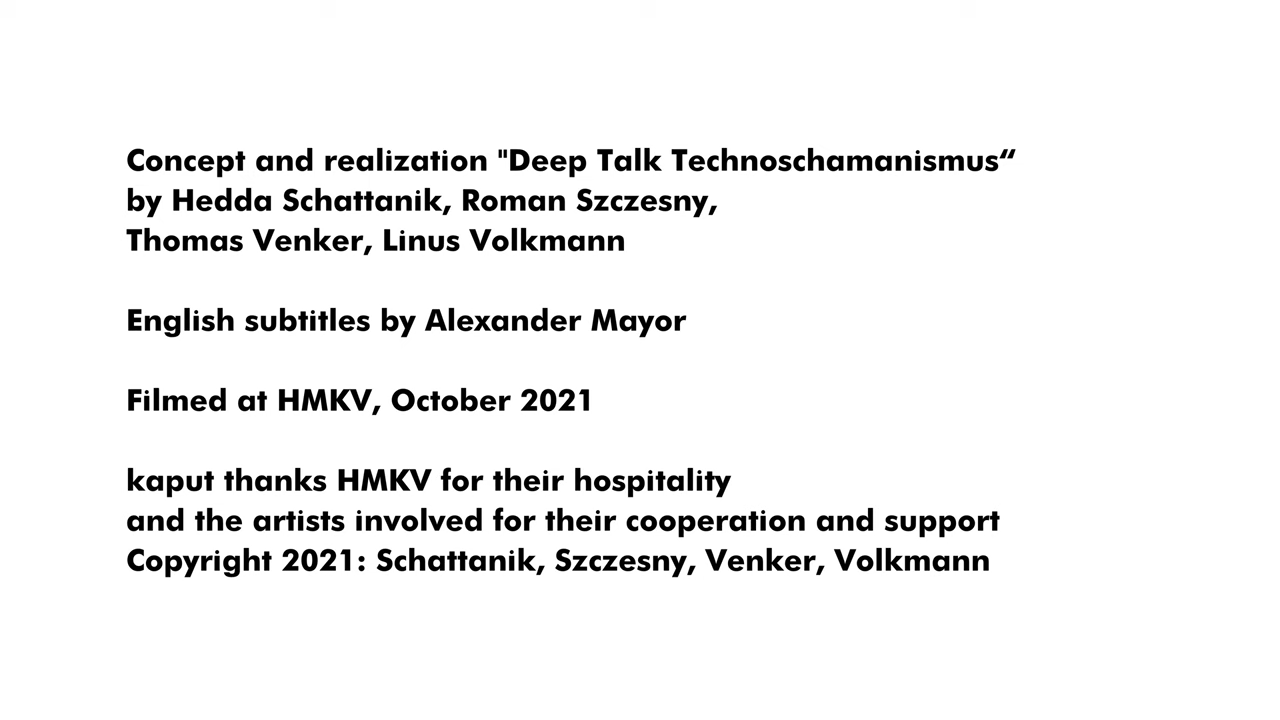 Concept and realization "Deep Talk Technoschamanismus“
by Hedda Schattanik, Roman Szczesny,
Thomas Venker, Linus Volkmann
English subtitles by Alexander Mayor
Filmed at HMKV, October 2021
kaput thanks HMKV for their hospitality
and the artists involved for their cooperation and support
Copyright 2021: Schattanik, Szczesny, Venker, Volkmann